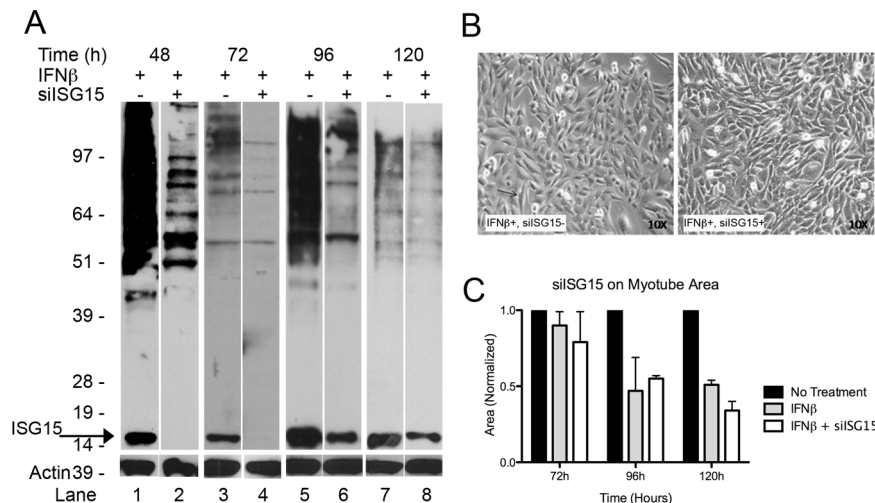 A
Time (h) 48 72 96 120
IFNβ + + + + + + + +
siISG15 - + - + - + - +
97 -
64 -
51 -
39 -
28 -
19 -
ISG15
14 -
Actin 39 -
Lane 1 2 3 4 5 6 7 8
B
IFNβ+, siISG15- 10X
IFNβ+, siISG15+ 10X
C
siISG15 on Myotube Area
Area (Normalized)
1.0
0.5
0.0
72h 96h 120h
Time (Hours)
No Treatment
IFNβ
IFNβ + siISG15